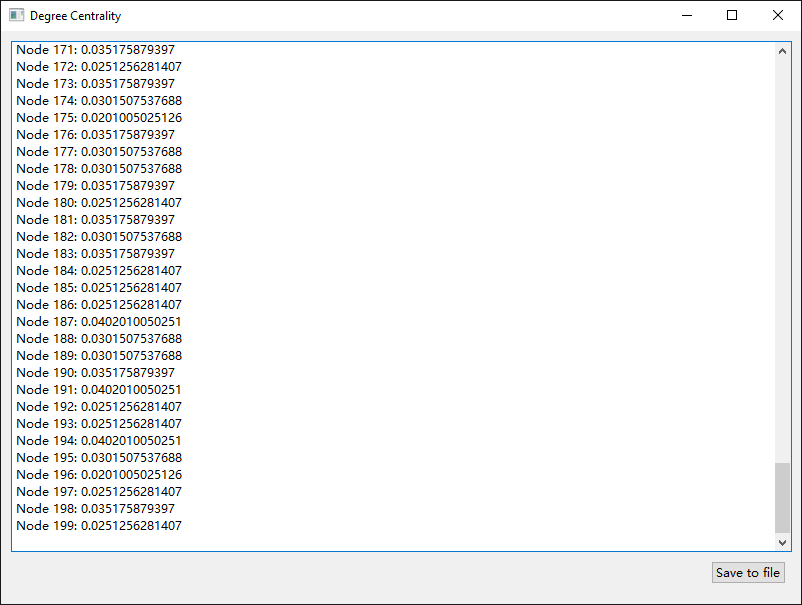 Degree Centrality
Node 171: 0.035175879397
Node 172: 0.0251256281407
Node 173: 0.035175879397
Node 174: 0.0301507537688
Node 175: 0.0201005025126
Node 176: 0.035175879397
Node 177: 0.0301507537688
Node 178: 0.0301507537688
Node 179: 0.035175879397
Node 180: 0.0251256281407
Node 181: 0.035175879397
Node 182: 0.0301507537688
Node 183: 0.035175879397
Node 184: 0.0251256281407
Node 185: 0.0251256281407
Node 186: 0.0251256281407
Node 187: 0.0402010050251
Node 188: 0.0301507537688
Node 189: 0.0301507537688
Node 190: 0.035175879397
Node 191: 0.0402010050251
Node 192: 0.0251256281407
Node 193: 0.0251256281407
Node 194: 0.0402010050251
Node 195: 0.0301507537688
Node 196: 0.0201005025126
Node 197: 0.0251256281407
Node 198: 0.035175879397
Node 199: 0.0251256281407
Save to file